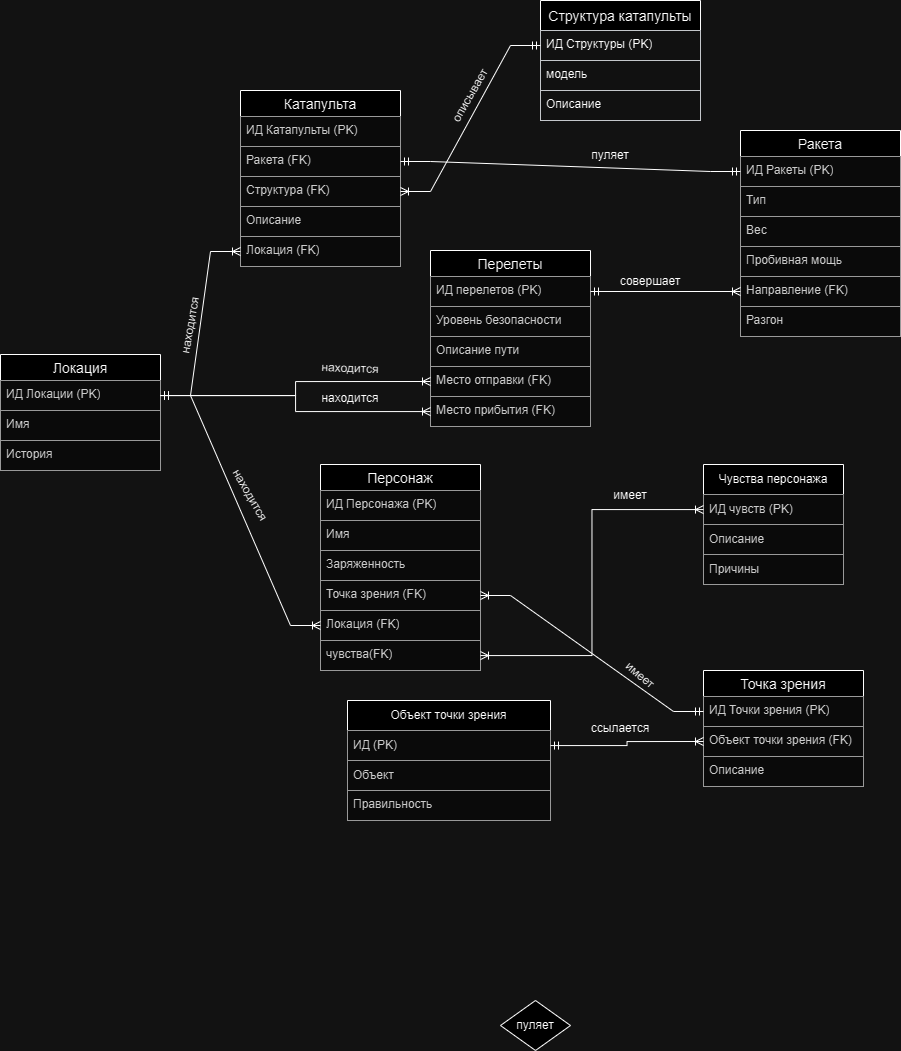 Структура катапульты
ИД Структуры (PK)
модель
Описание
описывает
Катапульта
ИД Катапульты (PK)
Ракета (FK)
Структура (FK)
Описание
Локация (FK)
пуляет
Ракета
ИД Ракеты (PK)
Тип
Вес
Пробивная мощь
Направление (FK)
Разгон
Перелеты
ИД перелетов (PK)
Уровень безопасности
Описание пути
Место отправки (FK)
Место прибытия (FK)
совершает
находится
находится
находится
Локация
ИД Локации (PK)
Имя
История
находится
Персонаж
ИД Персонажа (PK)
Имя
Заряженность
Точка зрения (FK)
Локация (FK)
чувства(FK)
имеет
Чувства персонажа
ИД чувств (PK)
Описание
Причины
имеет
Точка зрения
ИД Точки зрения (PK)
Объект точки зрения (FK)
Описание
ссылается
Объект точки зрения
ИД (PK)
Объект
Правильность
пуляет